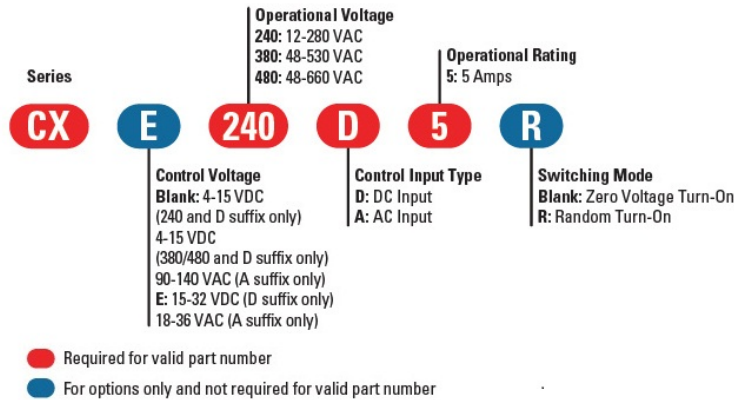 Operational Voltage
240: 12-280 VAC
380: 48-530 VAC
480: 48-660 VAC
Operational Rating
5: 5 Amps
Series
CX E 240 D 5 R
Control Voltage
Blank: 4-15 VDC
(240 and D suffix only)
4-15 VDC
(380/480 and D suffix only)
90-140 VAC (A suffix only)
E: 15-32 VDC (D suffix only)
18-36 VAC (A suffix only)
Control Input Type
D: DC Input
A: AC Input
Switching Mode
Blank: Zero Voltage Turn-On
R: Random Turn-On
Required for valid part number
For options only and not required for valid part number